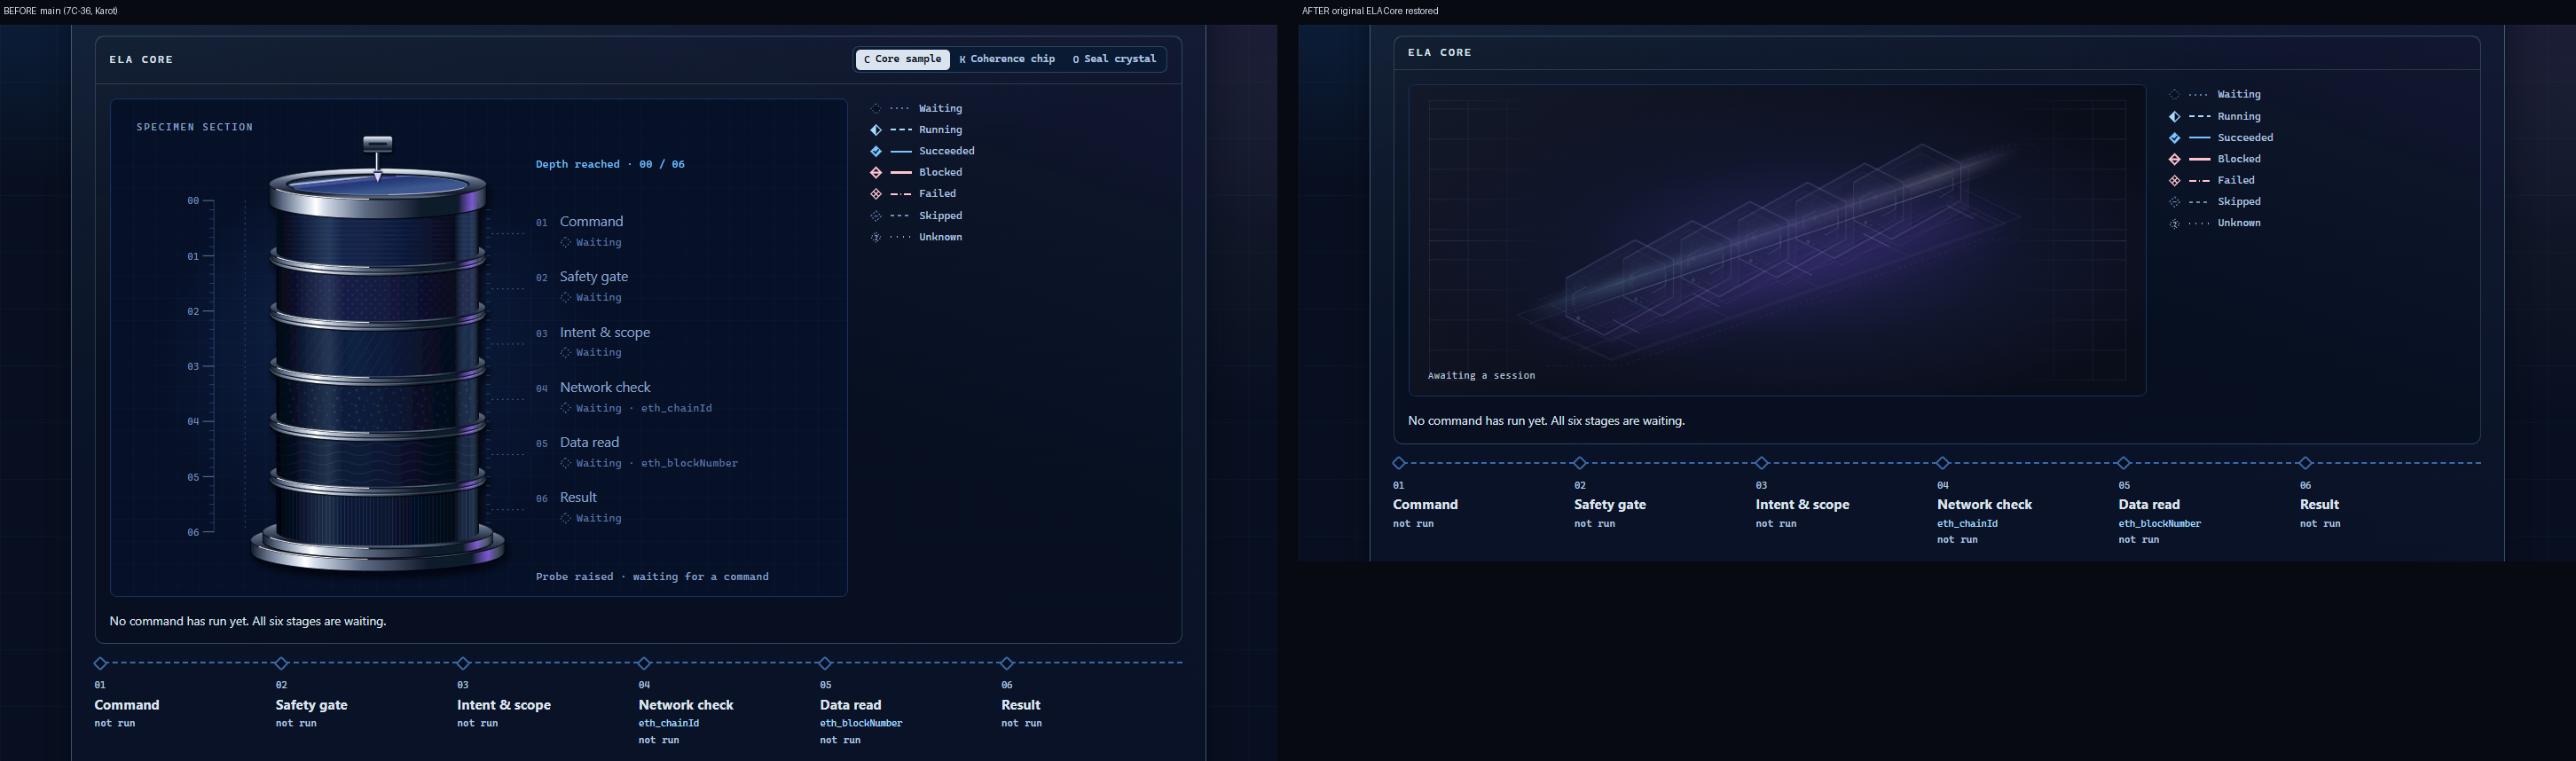 BEFORE main (7C-36, Karot)
ELA CORE
C Core sample K Coherence chip O Seal crystal
SPECIMEN SECTION
Depth reached · 00 / 06
00
01
02
03
04
05
06
01 Command
Waiting
02 Safety gate
Waiting
03 Intent & scope
Waiting
04 Network check
Waiting · eth_chainId
05 Data read
Waiting · eth_blockNumber
06 Result
Waiting
Probe raised · waiting for a command
Waiting
Running
Succeeded
Blocked
Failed
Skipped
Unknown
No command has run yet. All six stages are waiting.
01
Command
not run
02
Safety gate
not run
03
Intent & scope
not run
04
Network check
eth_chainId
not run
05
Data read
eth_blockNumber
not run
06
Result
not run
AFTER original ELACore restored
ELA CORE
Awaiting a session
Waiting
Running
Succeeded
Blocked
Failed
Skipped
Unknown
No command has run yet. All six stages are waiting.
01
Command
not run
02
Safety gate
not run
03
Intent & scope
not run
04
Network check
eth_chainId
not run
05
Data read
eth_blockNumber
not run
06
Result
not run